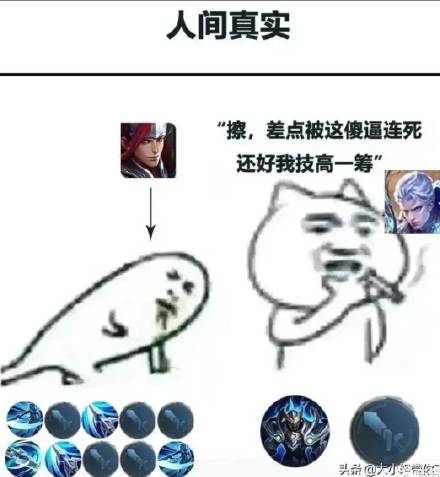 人间真实
“擦，差点被这傻逼连死
还好我技高一筹”
头条 @大小